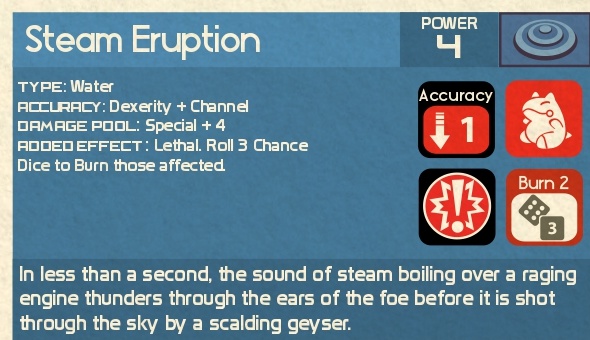 Steam Eruption
POWER
4
TYPE: Water
ACCURACY: Dexerity + Channel
DAMAGE POOL: Special + 4
ADDED EFFECT: Lethal. Roll 3 Chance
Dice to Burn those affected.
Accuracy
1
Burn 2
3
In less than a second, the sound of steam boiling over a raging
engine thunders through the ears of the foe before it is shot
through the sky by a scalding geyser.